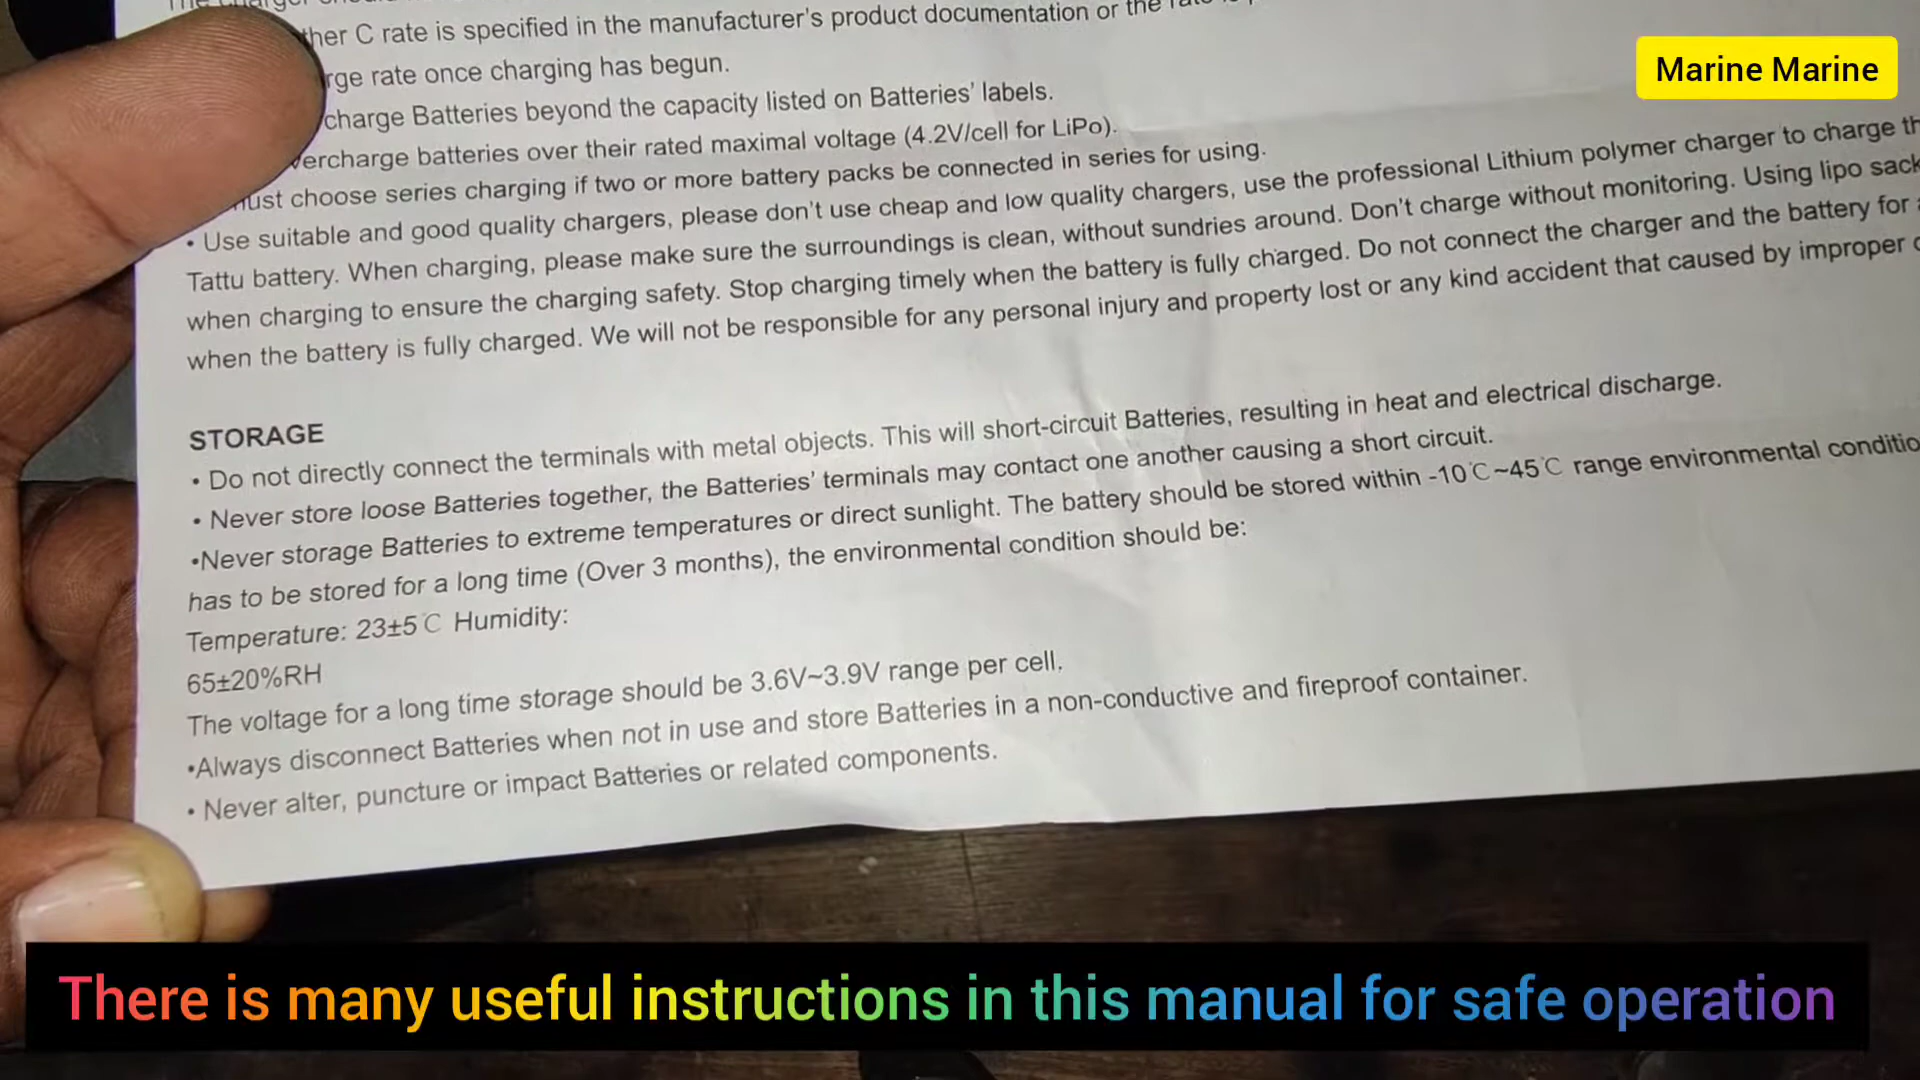 The charger
ther C rate is specified in the manufacturer's product documentation or the rate is
rge rate once charging has begun.
charge Batteries beyond the capacity listed on Batteries' labels.
vercharge batteries over their rated maximal voltage (4.2V/cell for LiPo).
ust choose series charging if two or more battery packs be connected in series for using.
• Use suitable and good quality chargers, please don't use cheap and low quality chargers, use the professional Lithium polymer charger to charge th
Tattu battery. When charging, please make sure the surroundings is clean, without sundries around. Don't charge without monitoring. Using lipo sack
when charging to ensure the charging safety. Stop charging timely when the battery is fully charged. Do not connect the charger and the battery for a
when the battery is fully charged. We will not be responsible for any personal injury and property lost or any kind accident that caused by improper
STORAGE
• Do not directly connect the terminals with metal objects. This will short-circuit Batteries, resulting in heat and electrical discharge.
• Never store loose Batteries together, the Batteries' terminals may contact one another causing a short circuit.
•Never storage Batteries to extreme temperatures or direct sunlight. The battery should be stored within -10℃~45℃ range environmental conditio
has to be stored for a long time (Over 3 months), the environmental condition should be:
Temperature: 23±5℃ Humidity:
65±20%RH
The voltage for a long time storage should be 3.6V~3.9V range per cell.
•Always disconnect Batteries when not in use and store Batteries in a non-conductive and fireproof container.
• Never alter, puncture or impact Batteries or related components.
Marine Marine
There is many useful instructions in this manual for safe operation